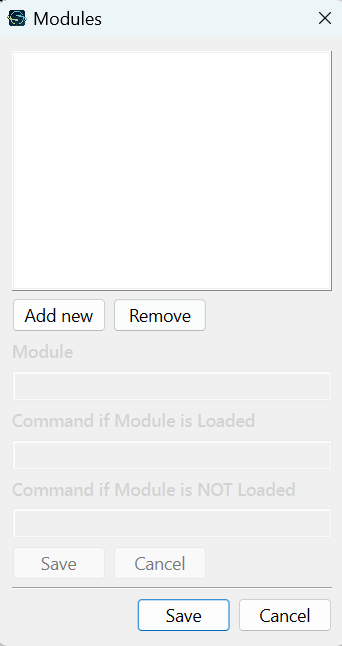 Modules
Add new
Remove
Module
Command if Module is Loaded
Command if Module is NOT Loaded
Save
Cancel
Save
Cancel